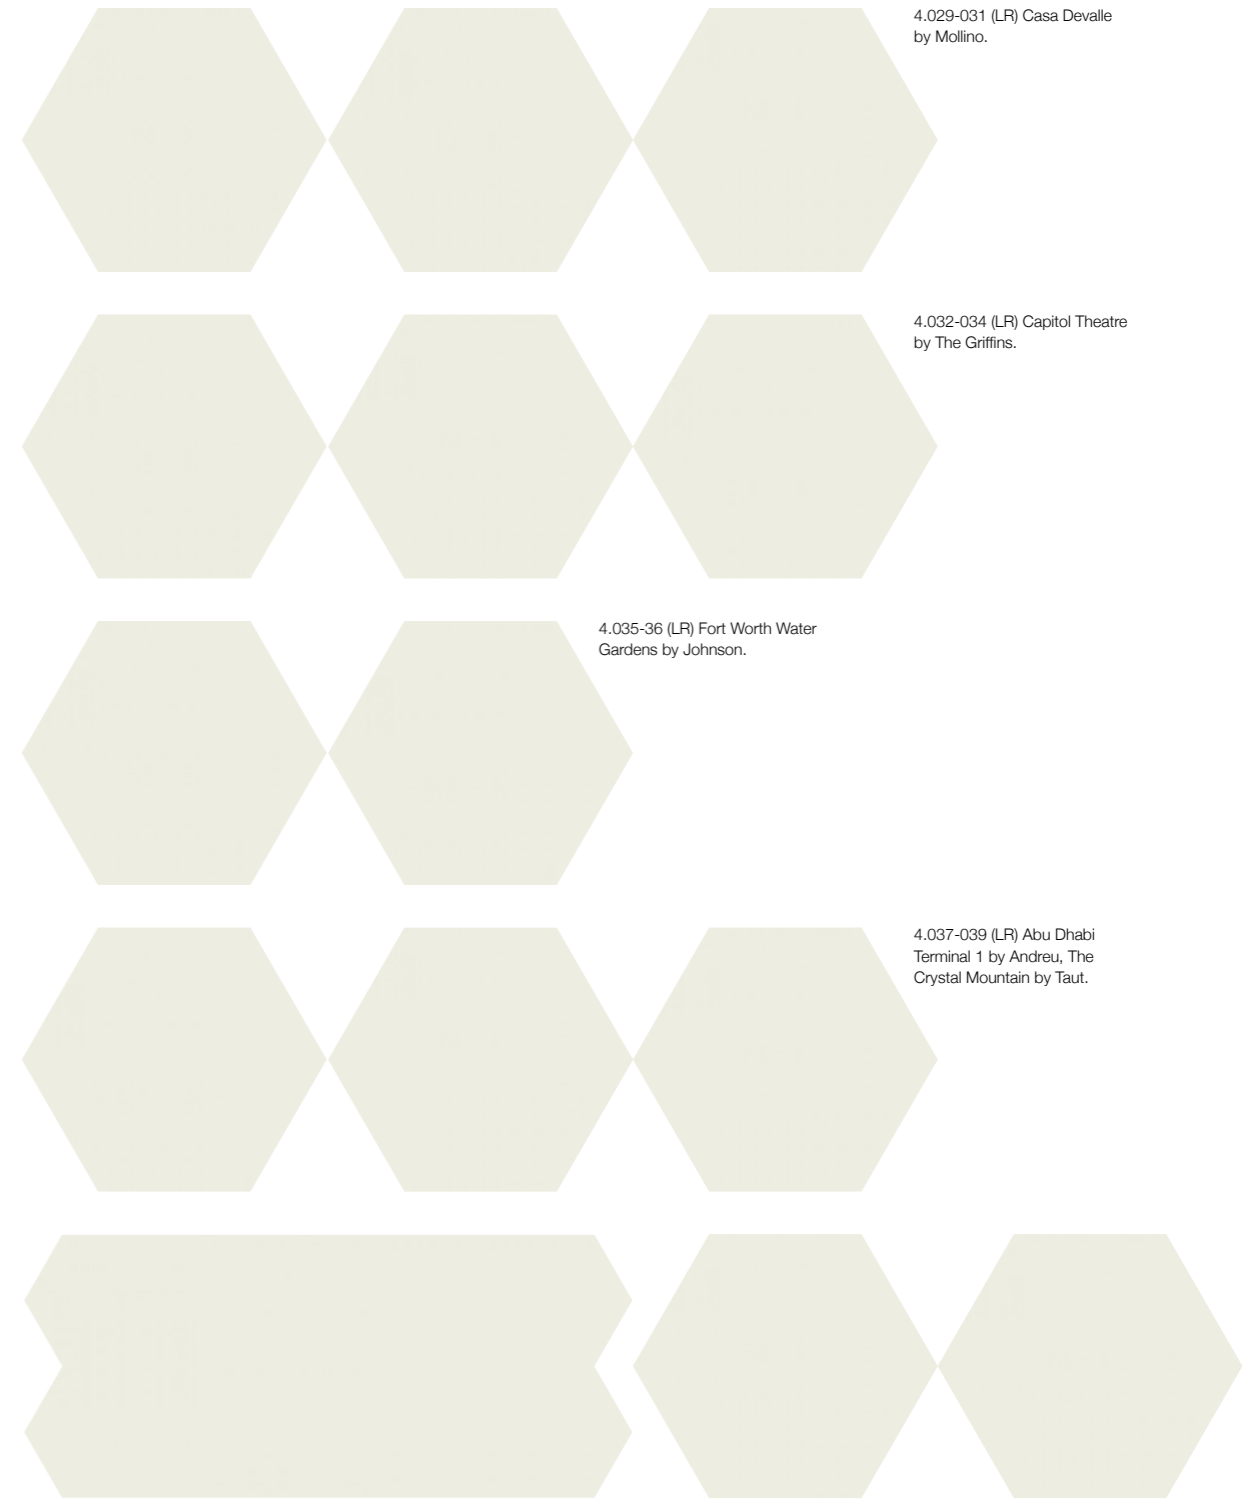 4.029-031 (LR) Casa Devalle
by Mollino.
4.032-034 (LR) Capitol Theatre
by The Griffins.
4.035-36 (LR) Fort Worth Water
Gardens by Johnson.
4.037-039 (LR) Abu Dhabi
Terminal 1 by Andreu, The
Crystal Mountain by Taut.